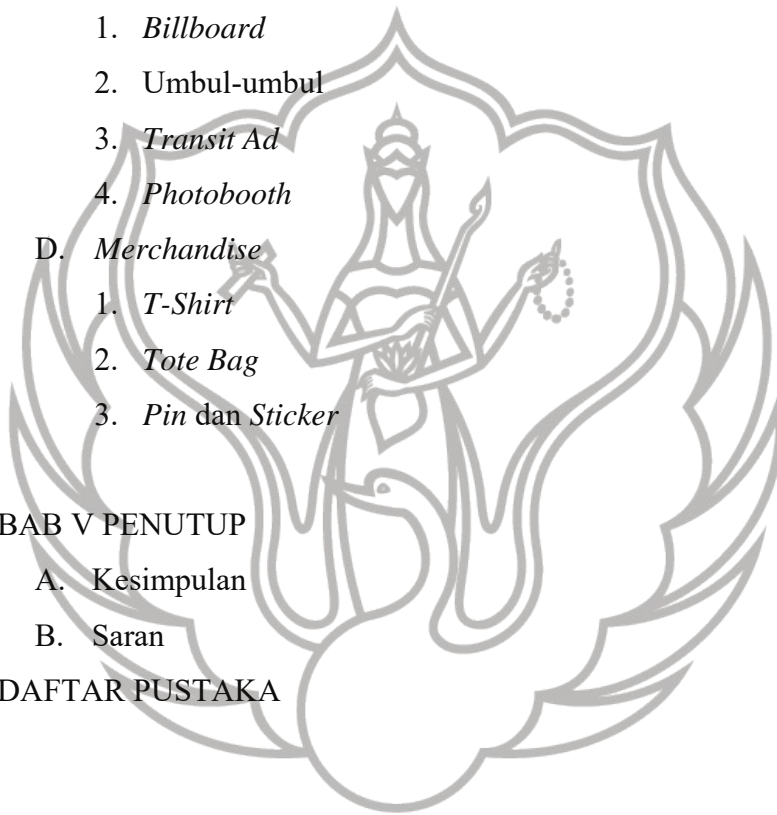 1. Billboard
2. Umbul-umbul
3. Transit Ad
4. Photobooth
D. Merchandise
1. T-Shirt
2. Tote Bag
3. Pin dan Sticker
BAB V PENUTUP
A. Kesimpulan
B. Saran
DAFTAR PUSTAKA